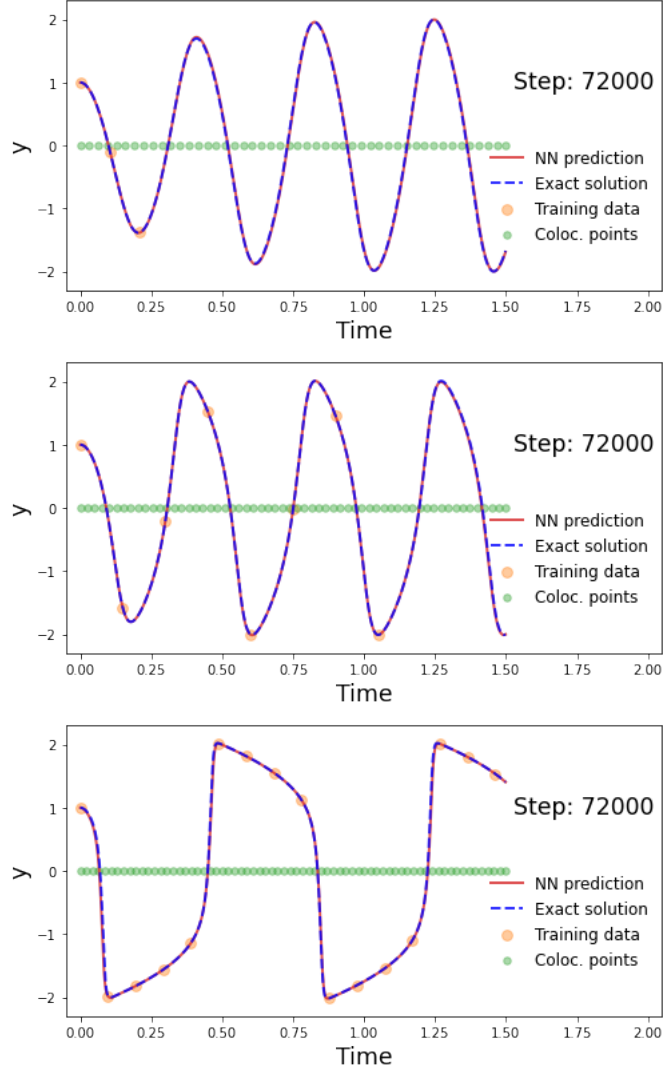 2
1
0
−1
−2
y
Step: 72000
NN prediction
Exact solution
Training data
Coloc. points
0.00 0.25 0.50 0.75 1.00 1.25 1.50 1.75 2.00
Time
2
1
0
−1
−2
y
Step: 72000
NN prediction
Exact solution
Training data
Coloc. points
0.00 0.25 0.50 0.75 1.00 1.25 1.50 1.75 2.00
Time
2
1
0
−1
−2
y
Step: 72000
NN prediction
Exact solution
Training data
Coloc. points
0.00 0.25 0.50 0.75 1.00 1.25 1.50 1.75 2.00
Time